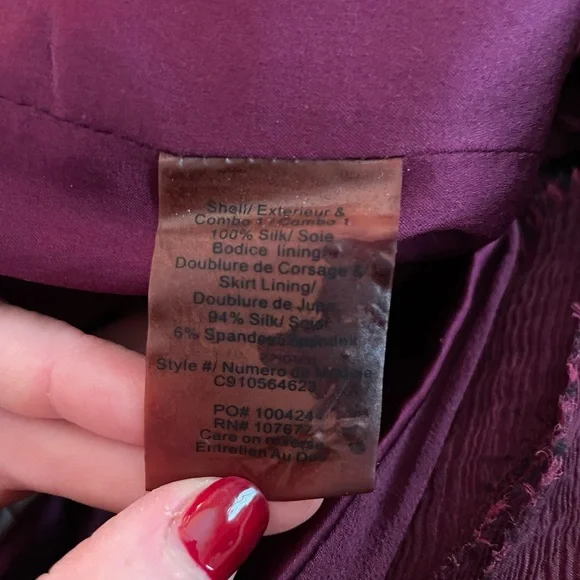 Shell/ Exterieur &
Combo 1 / Combo 1
100% Silk/ Soie
Bodice lining/
Doublure de Corsage &
Skirt Lining/
Doublure de Jupe
94% Silk/ Soie
6% Spandex/
Style #/ Numero de Modele
C910564623
PO# 100424
RN# 107677
Care on reverse
Entretien Au Dos